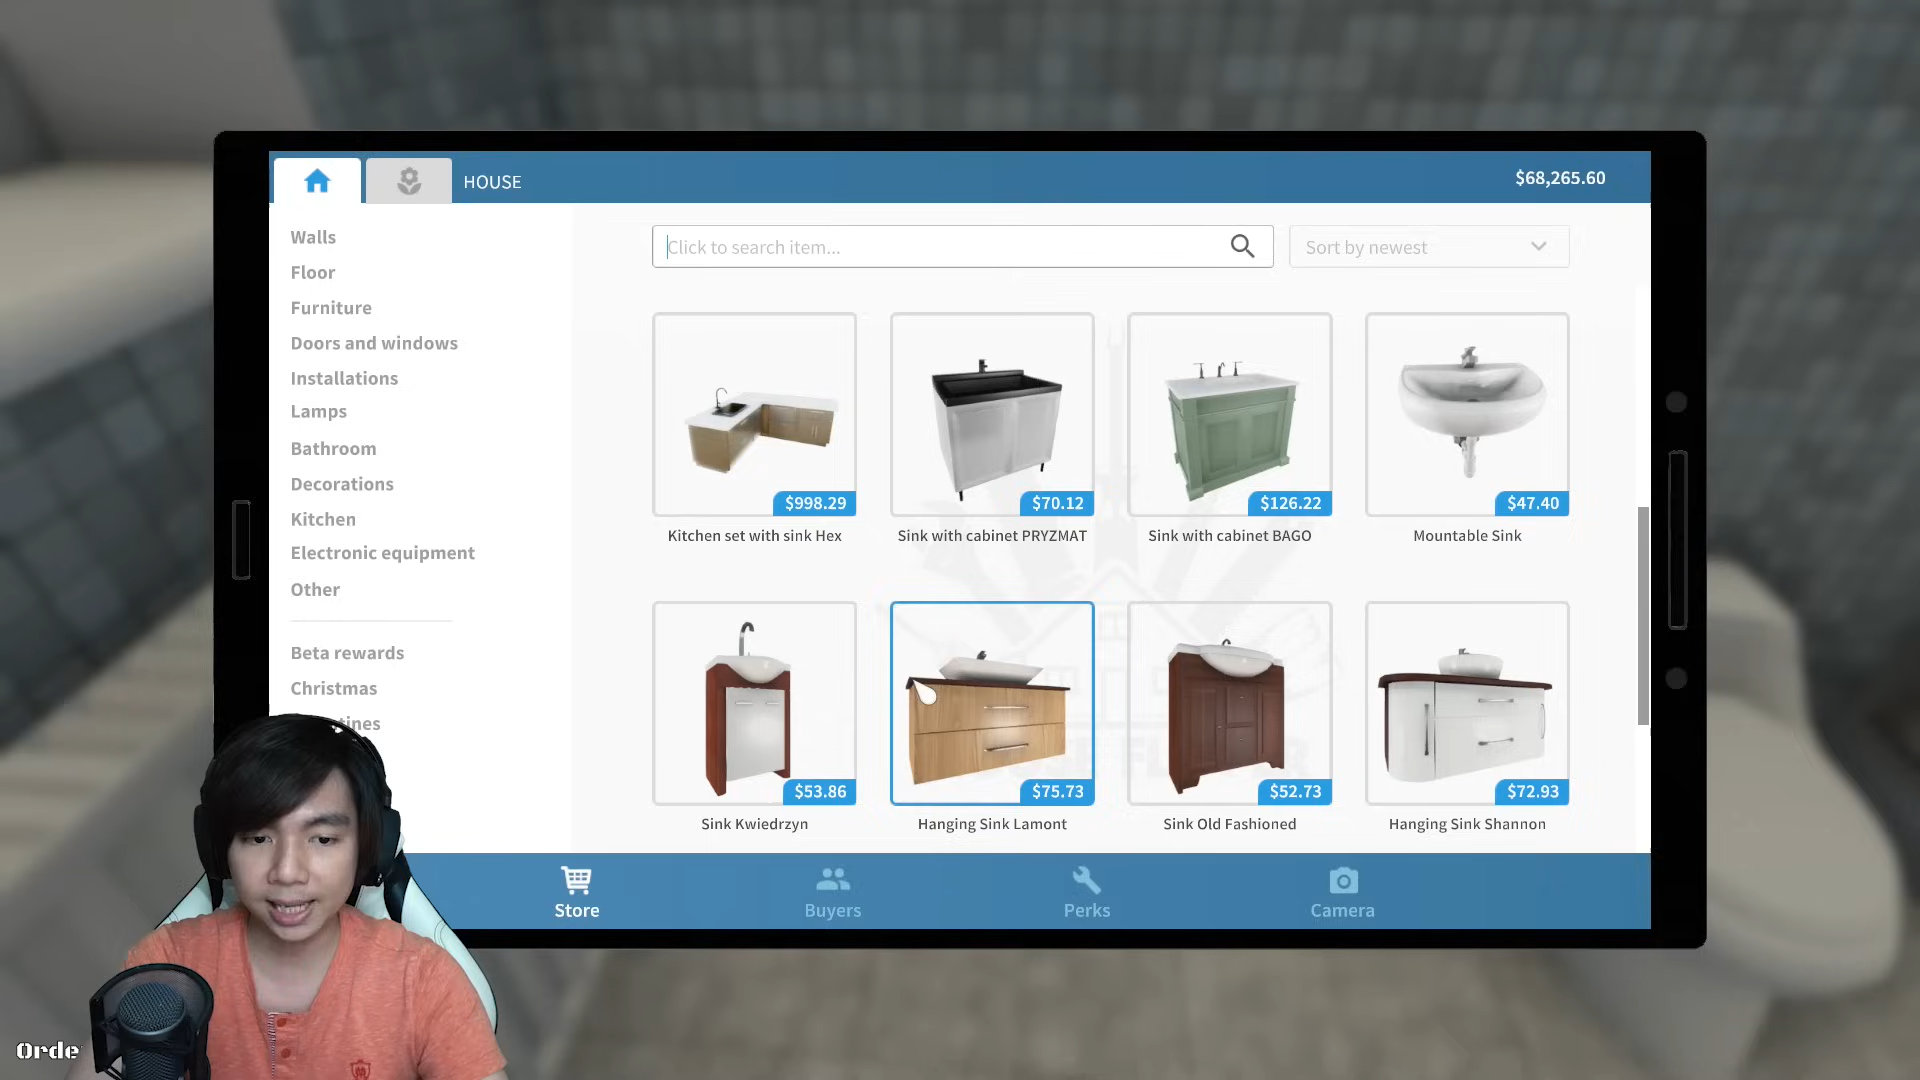 HOUSE
$68,265.60
Walls
Floor
Furniture
Doors and windows
Installations
Lamps
Bathroom
Decorations
Kitchen
Electronic equipment
Other
Beta rewards
Christmas
tines
Click to search item...
Sort by newest
$998.29
$70.12
$126.22
$47.40
Kitchen set with sink Hex
Sink with cabinet PRYZMAT
Sink with cabinet BAGO
Mountable Sink
$53.86
$75.73
$52.73
$72.93
Sink Kwiedrzyn
Hanging Sink Lamont
Sink Old Fashioned
Hanging Sink Shannon
Store
Buyers
Perks
Camera
Orde